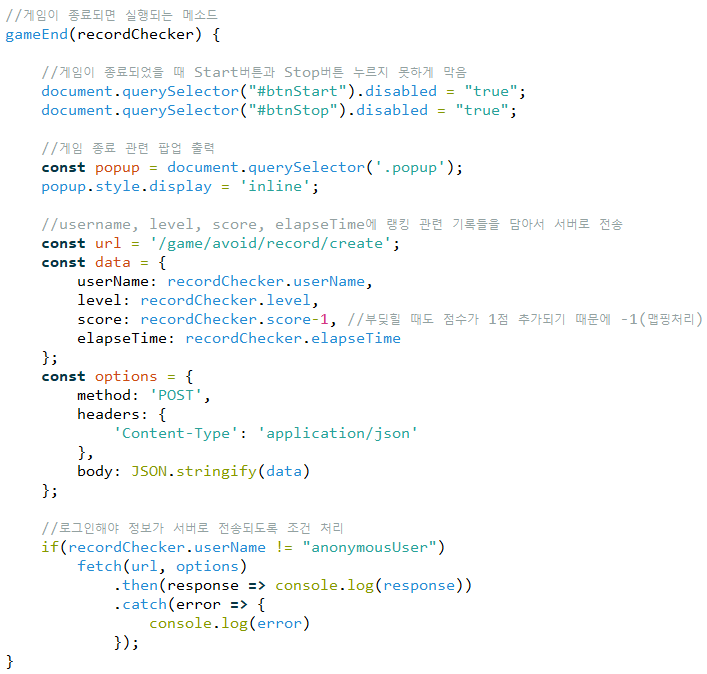 //게임이 종료되면 실행되는 메소드
gameEnd(recordChecker) {
//게임이 종료되었을 때 Start버튼과 Stop버튼 누르지 못하게 막음
document.querySelector("#btnStart").disabled = "true";
document.querySelector("#btnStop").disabled = "true";
//게임 종료 관련 팝업 출력
const popup = document.querySelector('.popup');
popup.style.display = 'inline';
//username, level, score, elapseTime에 랭킹 관련 기록들을 담아서 서버로 전송
const url = '/game/avoid/record/create';
const data = {
userName: recordChecker.userName,
level: recordChecker.level,
score: recordChecker.score-1, //부딪힐 때도 점수가 1점 추가되기 때문에 -1(맵핑처리)
elapseTime: recordChecker.elapseTime
};
const options = {
method: 'POST',
headers: {
'Content-Type': 'application/json'
},
body: JSON.stringify(data)
};
//로그인해야 정보가 서버로 전송되도록 조건 처리
if(recordChecker.userName != "anonymousUser")
fetch(url, options)
.then(response => console.log(response))
.catch(error => {
console.log(error)
});
}